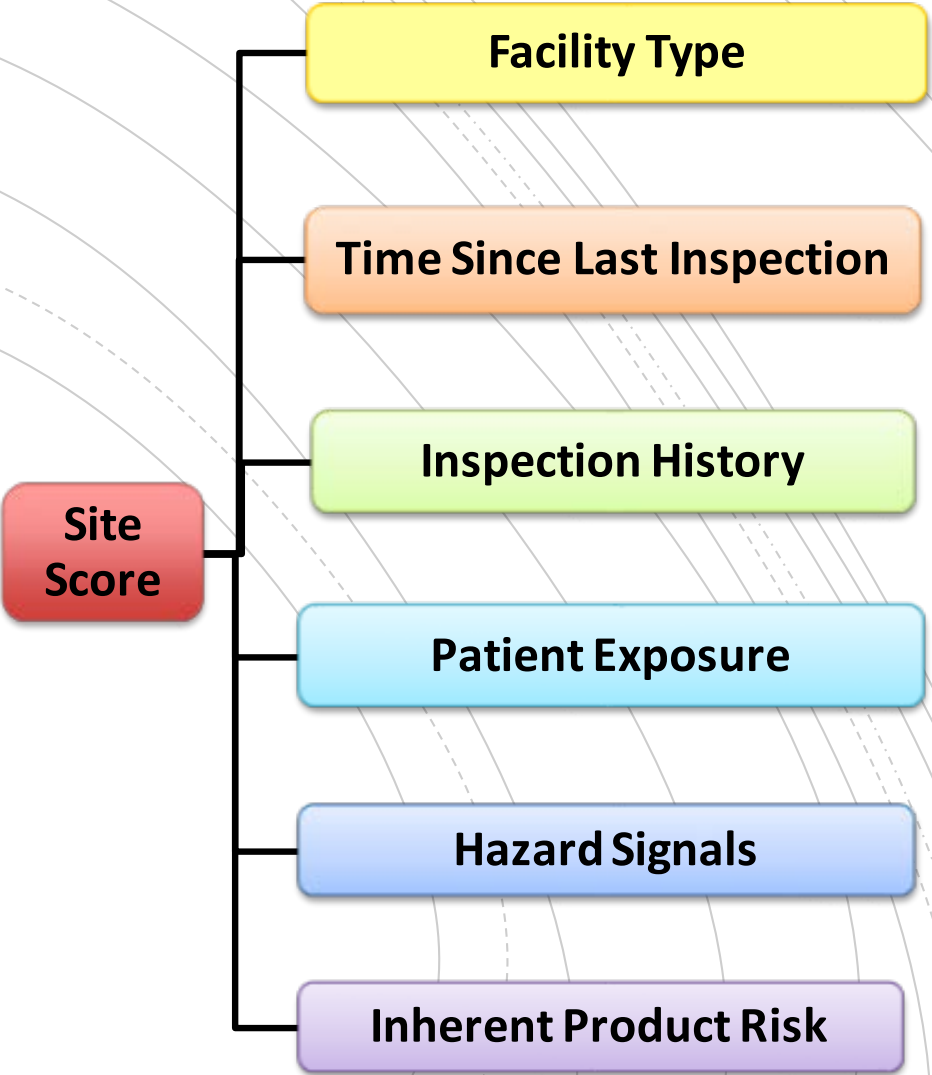 Facility Type
Time Since Last Inspection
Inspection History
Site
Score
Patient Exposure
Hazard Signals
Inherent Product Risk